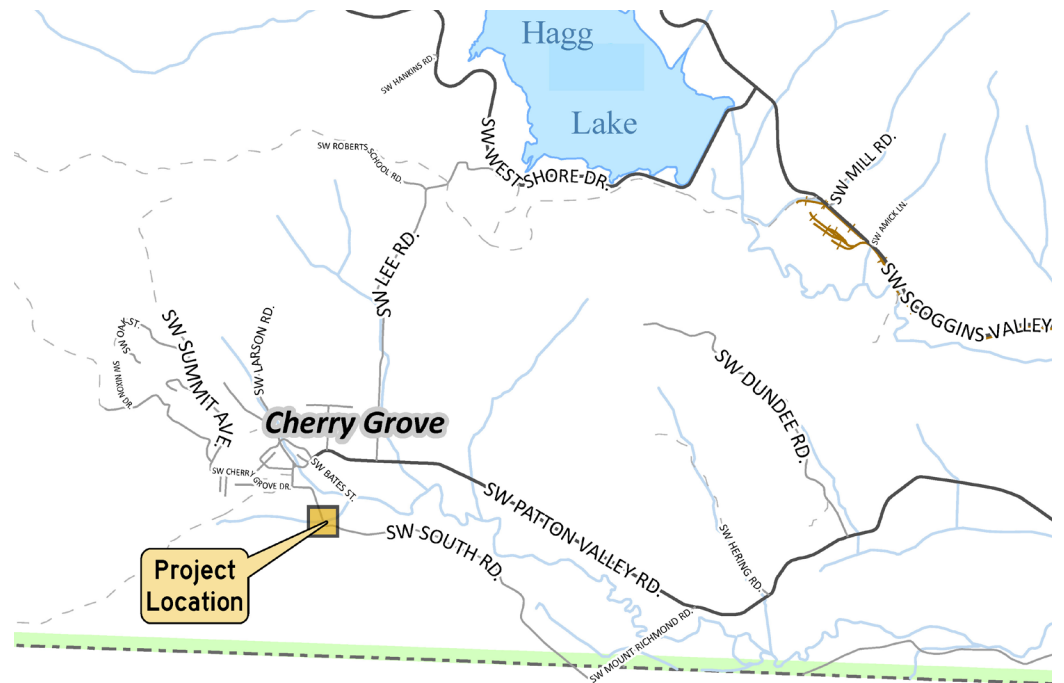 Hagg
Lake
SW HANKINS RD.
SW WEST SHORE DR.
SW ROBERTS SCHOOL RD.
SW MILL RD.
SW AMICK LN.
SW SCOGGINS VALLEY
SW LEE RD.
SW LARSON RD.
SW SUMMIT AVE.
SW OAK ST.
SW NIXON DR.
SW DUNDEE RD.
Cherry Grove
SW CHERRY GROVE DR.
SW BATES ST.
SW PATTON VALLEY RD.
SW SOUTH RD.
SW HERING RD.
Project
Location
SW MOUNT RICHMOND RD.